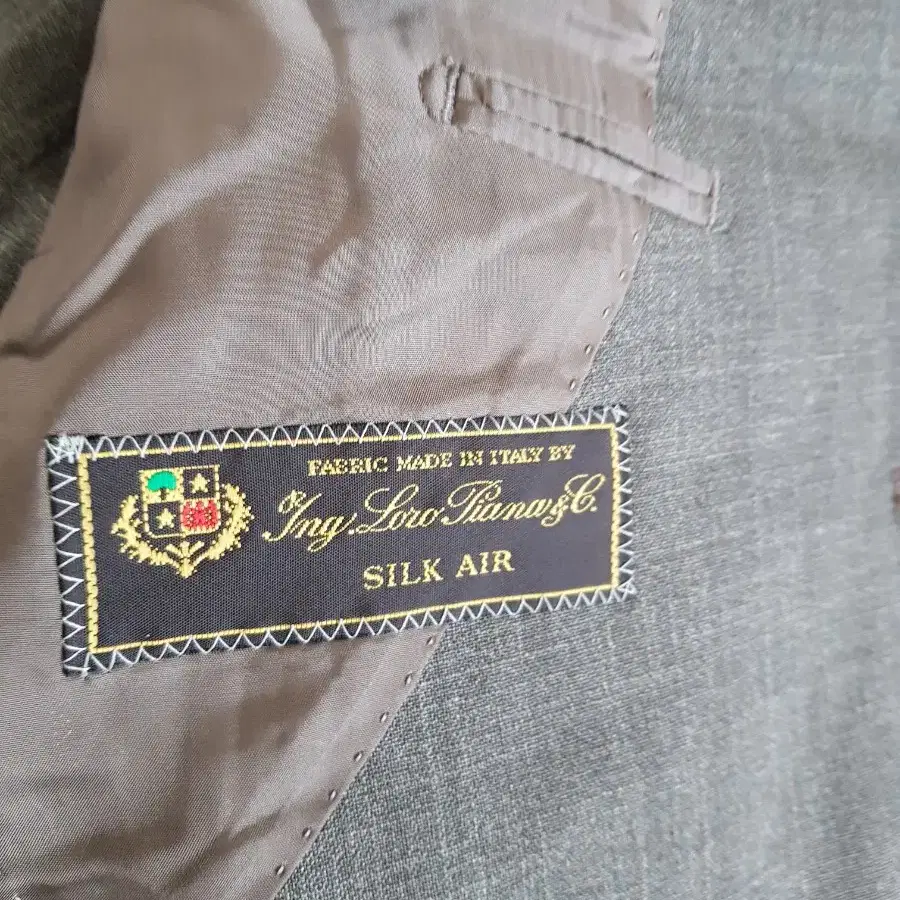 FABRIC MADE IN ITALY BY
Ing. Loro Piana & C.
SILK AIR